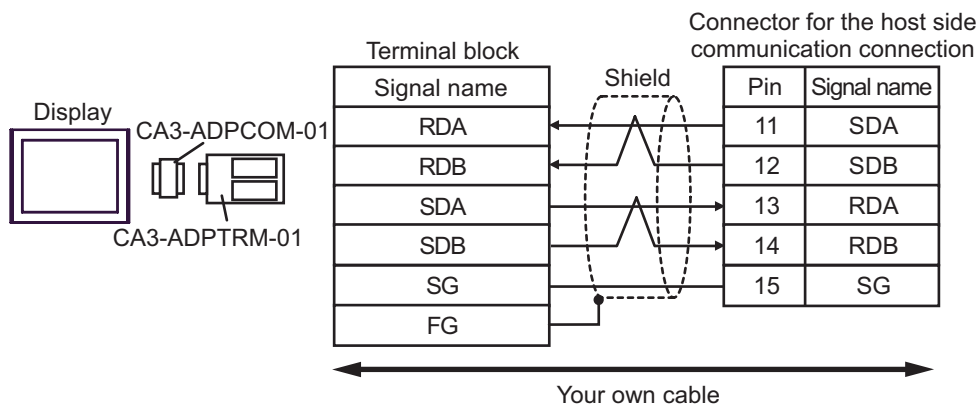 Connector for the host side
communication connection
Terminal block
Signal name
Shield
Pin Signal name
Display
CA3-ADPCOM-01
CA3-ADPTRM-01
RDA 11 SDA
RDB 12 SDB
SDA 13 RDA
SDB 14 RDB
SG 15 SG
FG
Your own cable